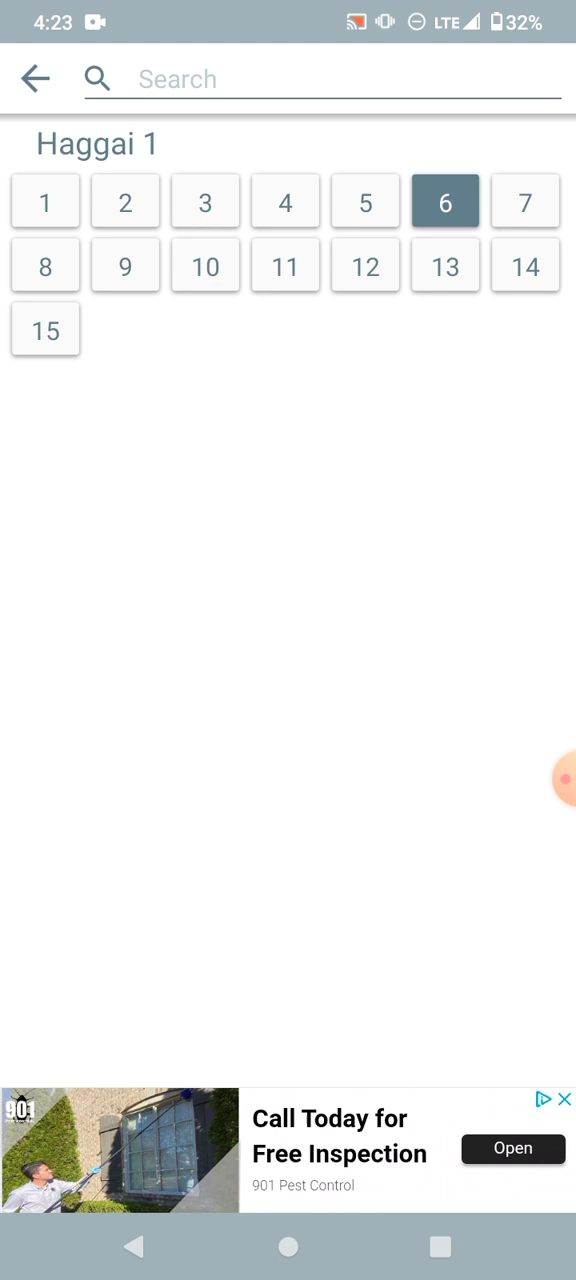 4:23 LTE 32%
Search
Haggai 1
1 2 3 4 5 6 7
8 9 10 11 12 13 14
15
901
Call Today for
Free Inspection
Open
901 Pest Control